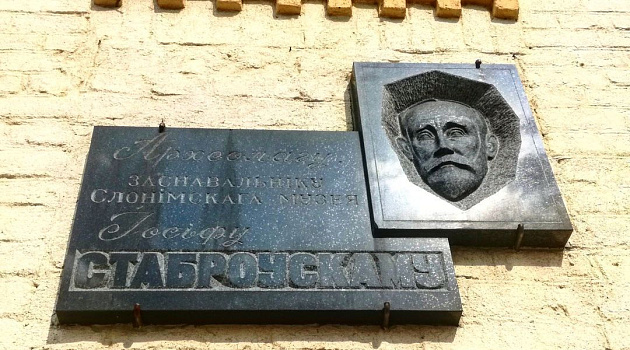 Археолагу,
заснавальніку
Слонімскага музея
Іосіфу
СТАБРОЎСКАМУ